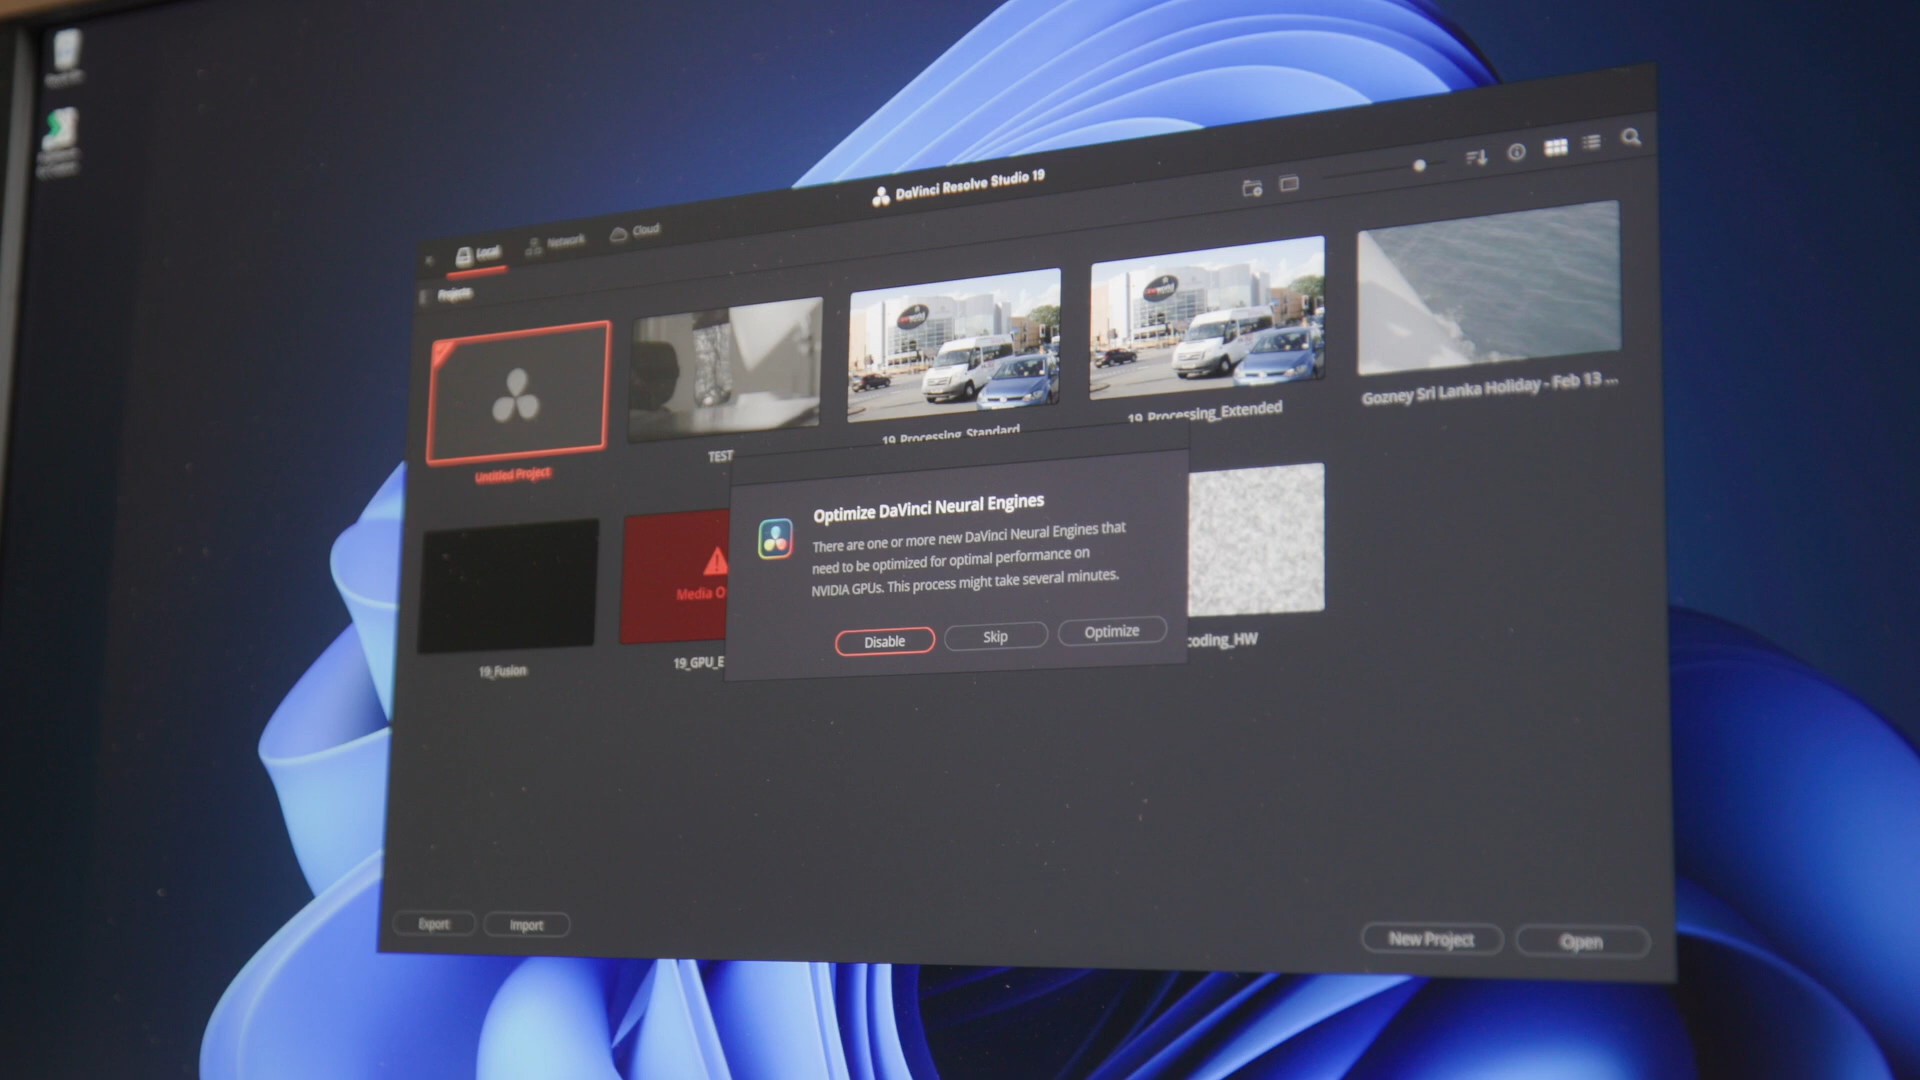 DaVinci Resolve Studio 19
Local
Network
Cloud
Projects
Untitled Project
TEST
19_Processing_Standard
19_Processing_Extended
Gozney Sri Lanka Holiday - Feb 13 ...
Optimize DaVinci Neural Engines
There are one or more new DaVinci Neural Engines that
need to be optimized for optimal performance on
NVIDIA GPUs. This process might take several minutes.
Disable
Skip
Optimize
Media O
19_Fusion
19_GPU_E
coding_HW
Export
Import
New Project
Open